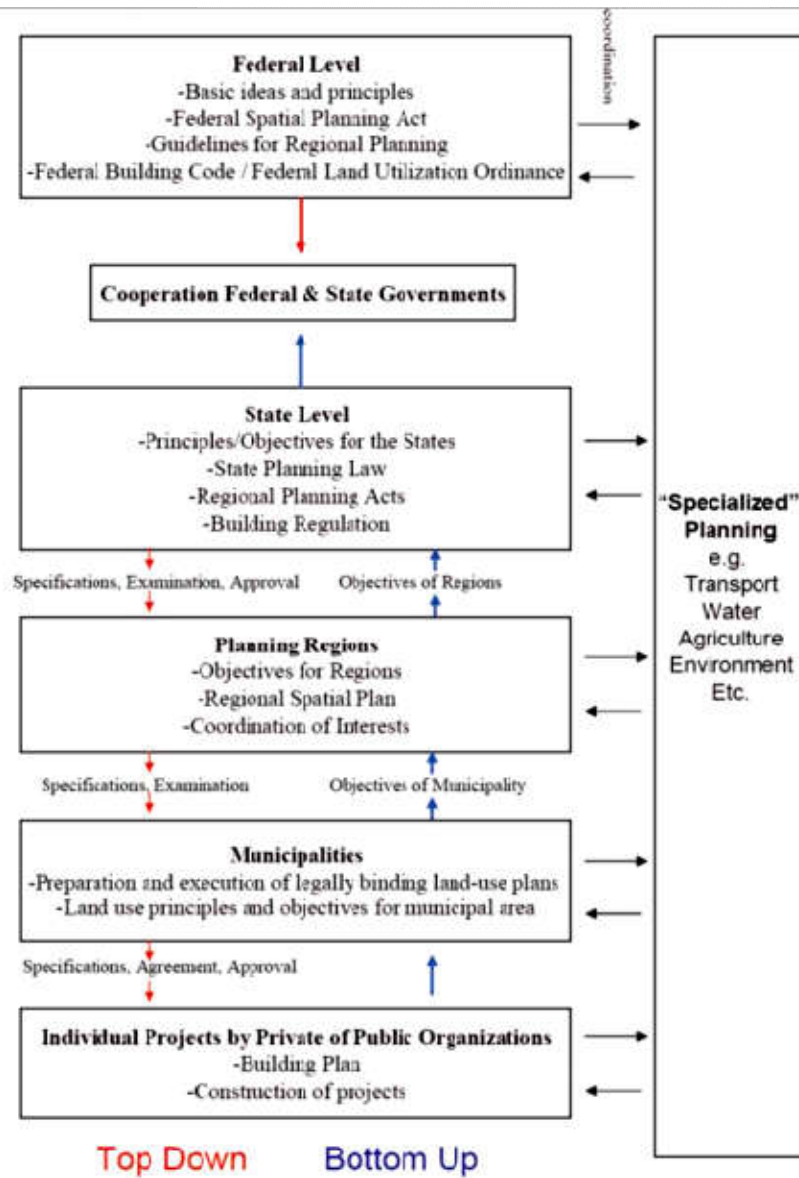 Federal Level
-Basic ideas and principles
-Federal Spatial Planning Act
-Guidelines for Regional Planning
-Federal Building Code / Federal Land Utilization Ordinance
Cooperation Federal & State Governments
State Level
-Principles/Objectives for the States
-State Planning Law
-Regional Planning Acts
-Building Regulation
Specifications, Examination, Approval
Objectives of Regions
Planning Regions
-Objectives for Regions
-Regional Spatial Plan
-Coordination of Interests
Specifications, Examination
Objectives of Municipality
Municipalities
-Preparation and execution of legally binding land-use plans
-Land use principles and objectives for municipal area
Specifications, Agreement, Approval
Individual Projects by Private of Public Organizations
-Building Plan
-Construction of projects
Top Down
Bottom Up
"Specialized"
Planning
e.g.
Transport
Water
Agriculture
Environment
Etc.